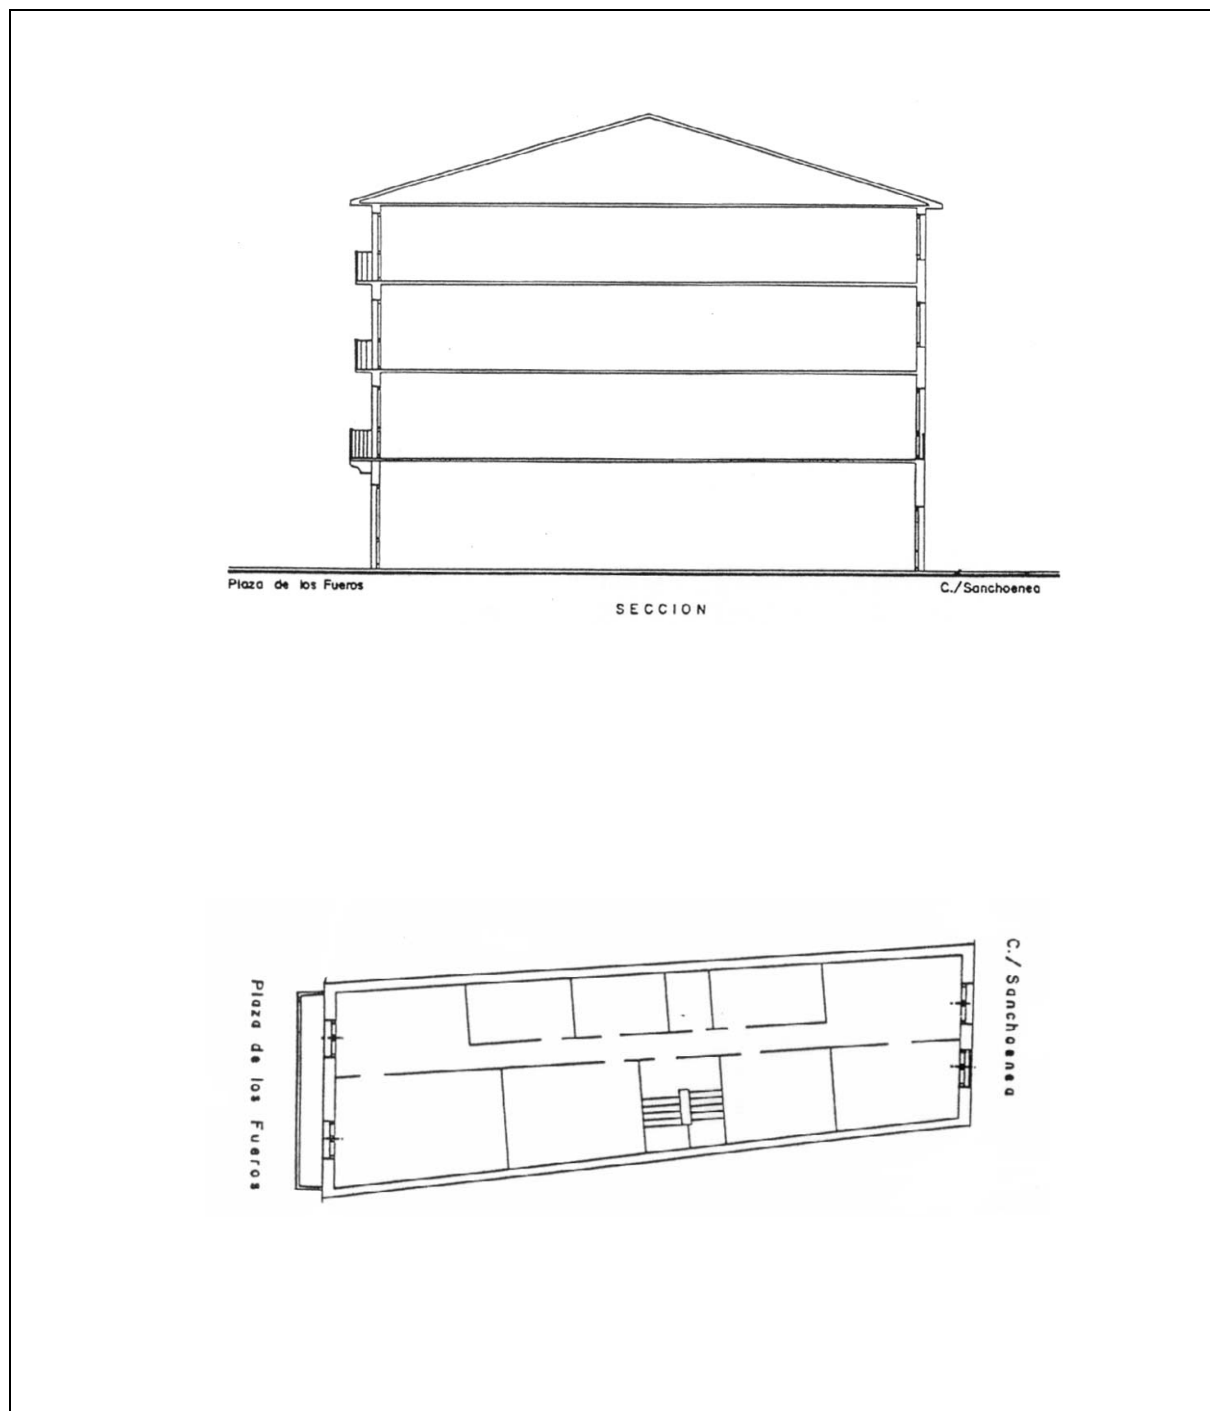 Plaza de los Fueros
C./Sanchoenea
SECCION
Plaza de los Fueros
C./ Sanchoenea